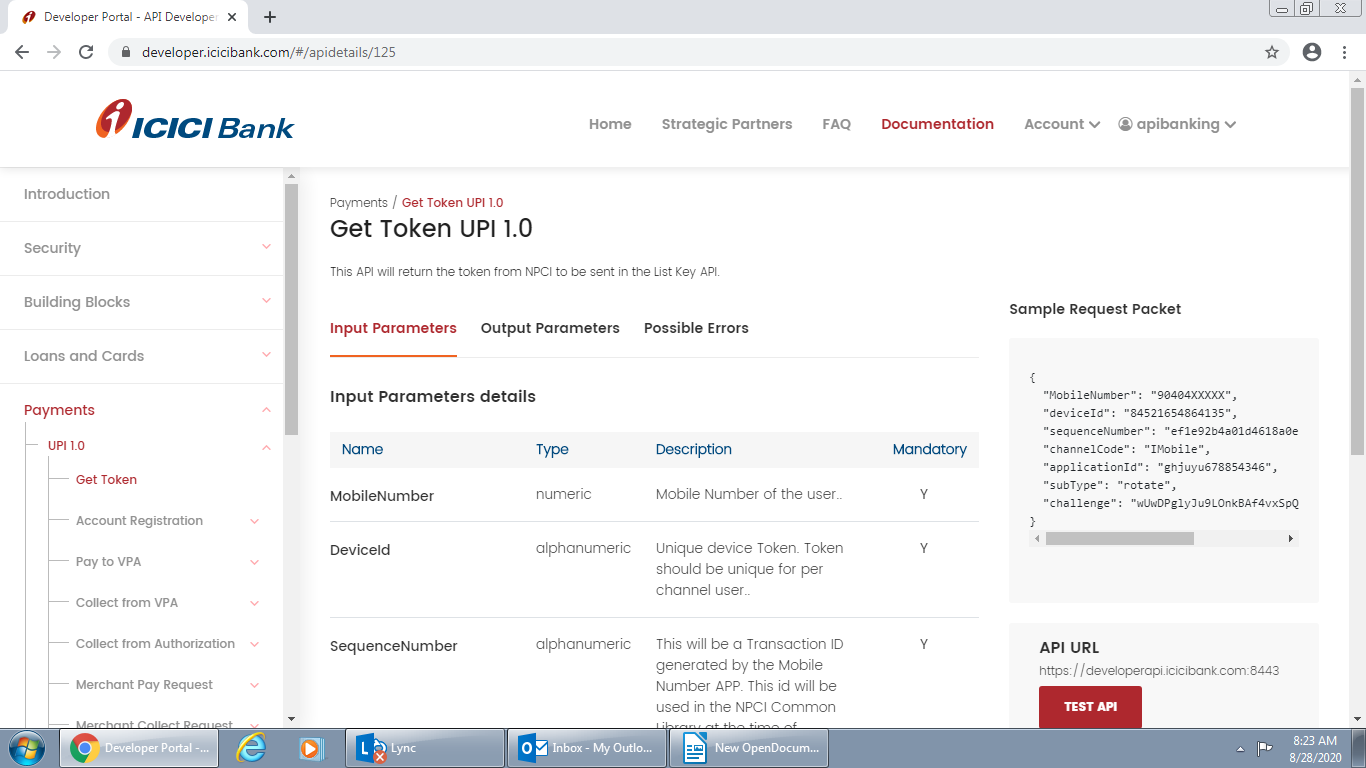 Developer Portal - API Developer
developer.icicibank.com/#/apidetails/125
ICICI Bank
Home Strategic Partners FAQ Documentation Account apibanking
Introduction
Security
Building Blocks
Loans and Cards
Payments
UPI 1.0
Get Token
Account Registration
Pay to VPA
Collect from VPA
Collect from Authorization
Merchant Pay Request
Merchant Collect Request
Payments / Get Token UPI 1.0
Get Token UPI 1.0
This API will return the token from NPCI to be sent in the List Key API.
Input Parameters Output Parameters Possible Errors
Input Parameters details
Name Type Description Mandatory
MobileNumber numeric Mobile Number of the user.. Y
DeviceId alphanumeric Unique device Token. Token Y
should be unique for per
channel user..
SequenceNumber alphanumeric This will be a Transaction ID Y
generated by the Mobile
Number APP. This id will be
used in the NPCI Common
Library at the time of
Sample Request Packet
{
"MobileNumber": "90404XXXXX",
"deviceId": "84521654864135",
"sequenceNumber": "ef1e92b4a01d4618a0e
"channelCode": "IMobile",
"applicationId": "ghjuyu678854346",
"subType": "rotate",
"challenge": "wUwDPglyJu9LOnkBAf4vxSpQ
}
API URL
https://developerapi.icicibank.com:8443
TEST API
Developer Portal -...
Lync
Inbox - My Outlo...
New OpenDocum...
8:23 AM
8/28/2020